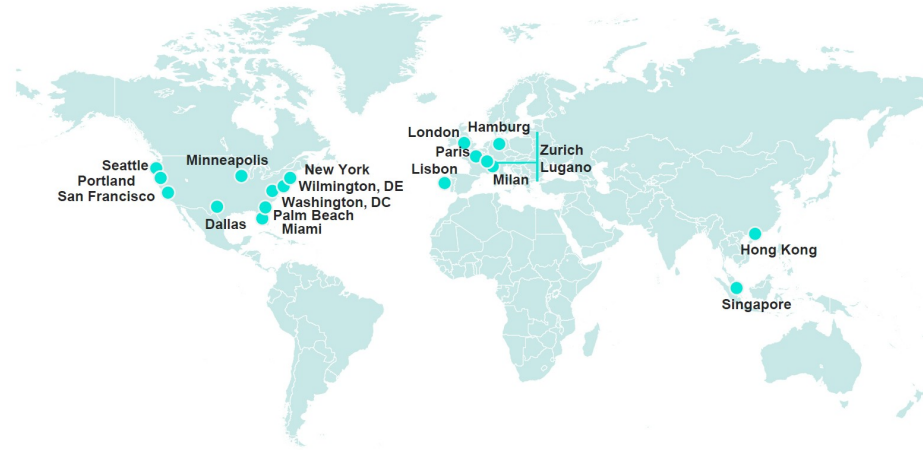 Seattle
Portland
San Francisco
Minneapolis
Dallas
New York
Wilmington, DE
Washington, DC
Palm Beach
Miami
London
Hamburg
Paris
Lisbon
Milan
Zurich
Lugano
Hong Kong
Singapore